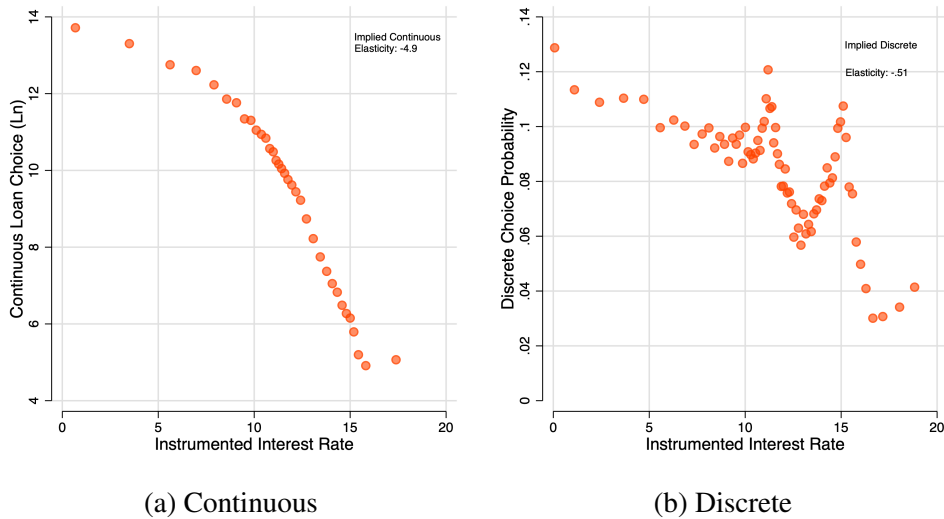 Continuous Loan Choice (Ln)
14
12
10
8
6
4
Implied Continuous
Elasticity: -4.9
0
5
10
15
20
Instrumented Interest Rate
(a) Continuous
Discrete Choice Probability
.14
.12
.1
.08
.06
.04
.02
0
Implied Discrete
Elasticity: -.51
0
5
10
15
20
Instrumented Interest Rate
(b) Discrete